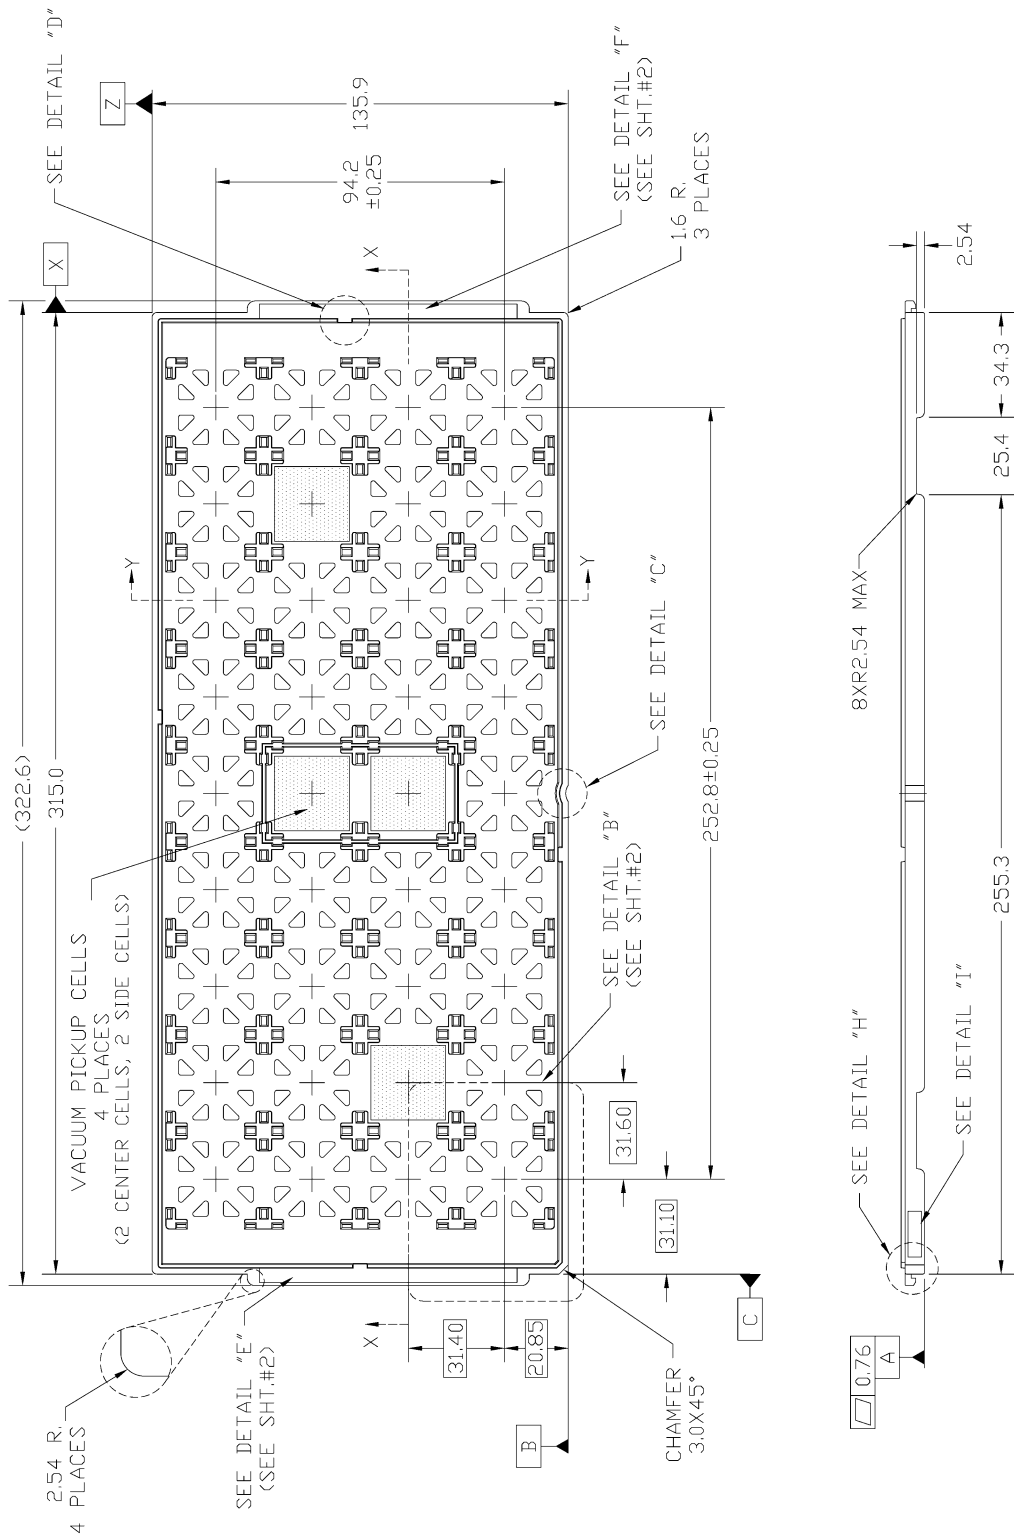 SEE DETAIL "D"
Z
135.9
94.2
±0.25
SEE DETAIL "F"
(SEE SHT.#2)
1.6 R.
3 PLACES
X
X
(322.6)
315.0
Y
Y
SEE DETAIL "C"
252.8±0.25
VACUUM PICKUP CELLS
4 PLACES
(2 CENTER CELLS, 2 SIDE CELLS)
SEE DETAIL "B"
(SEE SHT.#2)
31.60
31.10
C
2.54 R.
4 PLACES
SEE DETAIL "E"
(SEE SHT.#2)
X
31.40
20.85
B
CHAMFER
3.0X45°
2.54
34.3
25.4
8XR2.54 MAX
255.3
SEE DETAIL "H"
SEE DETAIL "I"
0.76
A